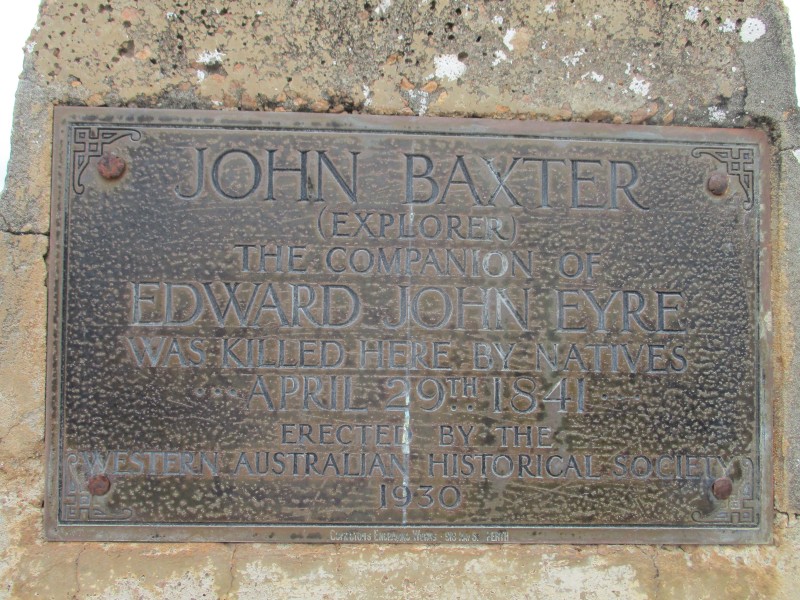 JOHN BAXTER
(EXPLORER)
THE COMPANION OF
EDWARD JOHN EYRE
WAS KILLED HERE BY NATIVES
APRIL 29TH. 1841
ERECTED BY THE
WESTERN AUSTRALIAN HISTORICAL SOCIETY
1930
PERTH